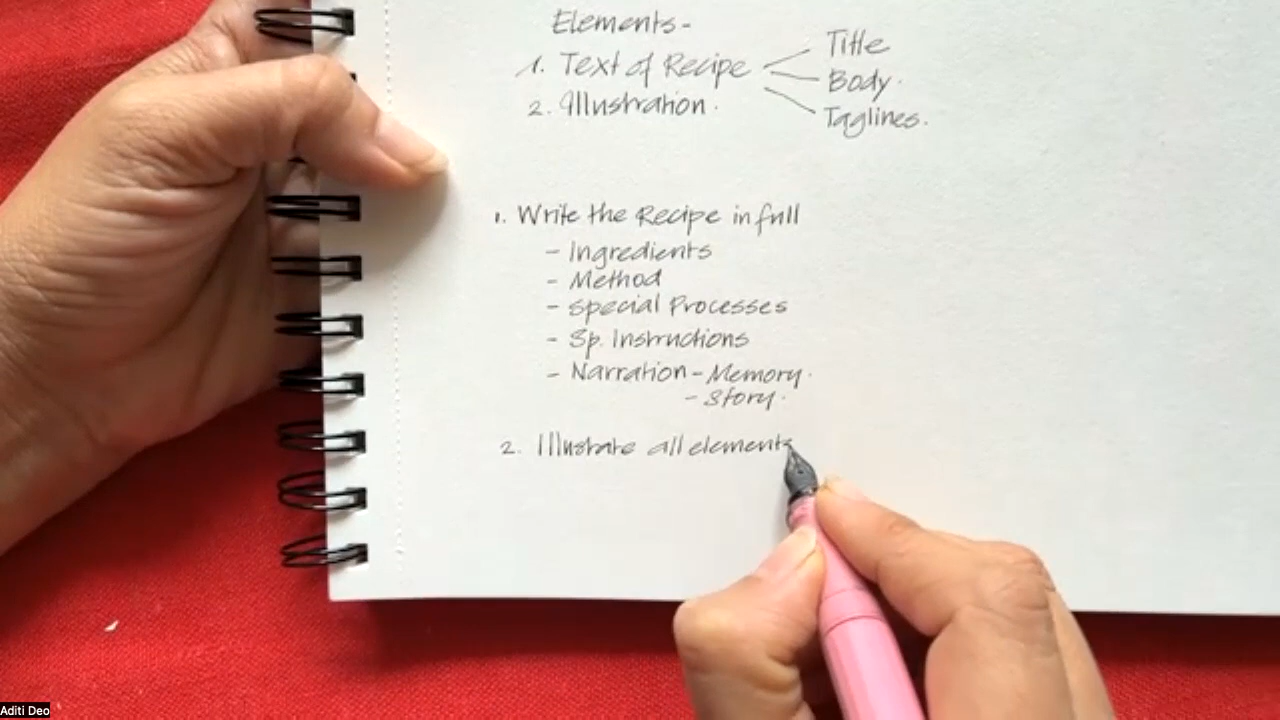 Elements -
1. Text of Recipe
Title
Body.
Taglines.
2. Illustration.
1. Write the Recipe in full
- Ingredients
- Method
- Special Processes
- Sp. Instructions
- Narration - Memory.
- Story.
2. Illustrate all elements
Aditi Deo